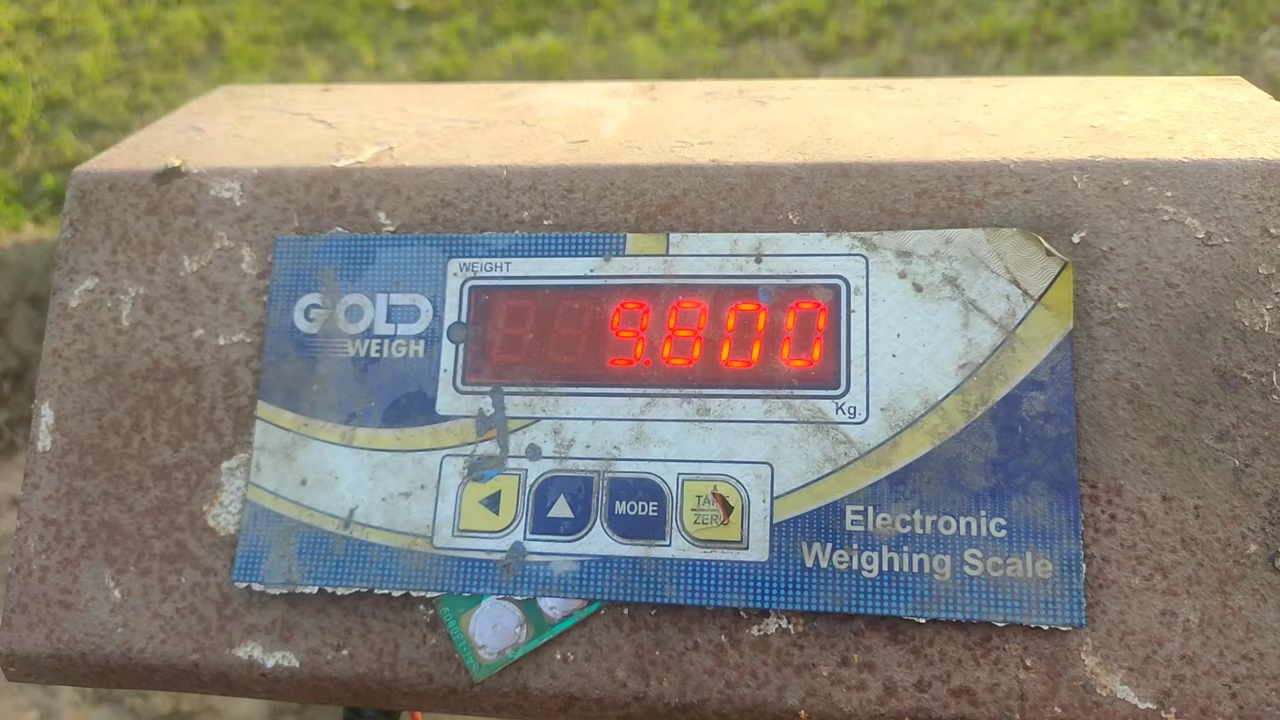 WEIGHT
GOLD
WEIGH
9.800
Kg.
MODE
TARE
ZERO
Electronic
Weighing Scale